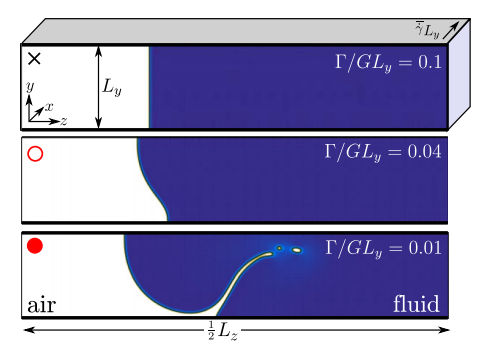 γ̅L_y
Γ/GL_y = 0.1
L_y
y
x
z
Γ/GL_y = 0.04
Γ/GL_y = 0.01
air
fluid
½L_z